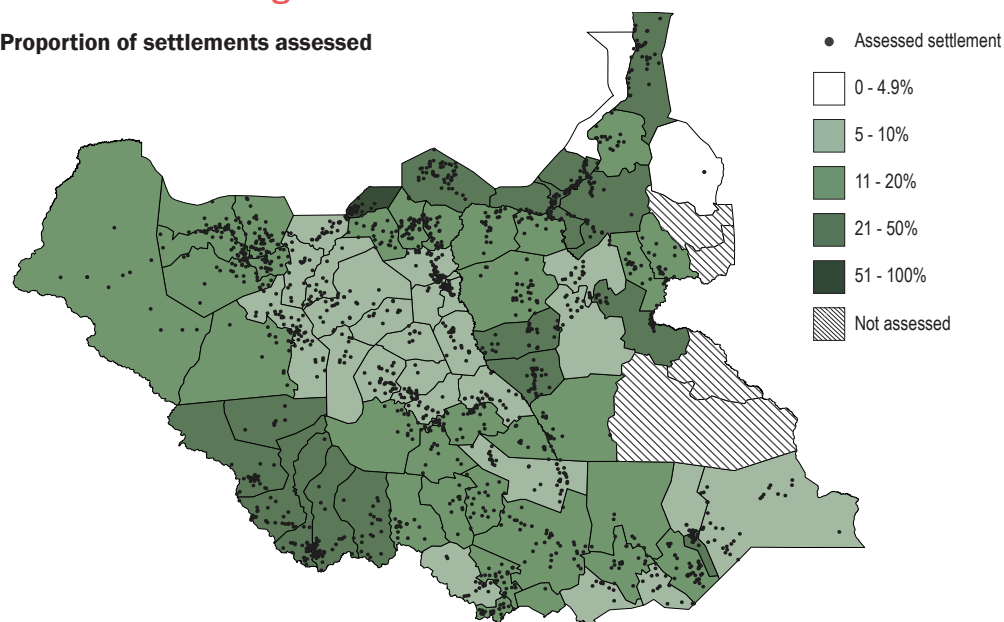 Proportion of settlements assessed
Assessed settlement
0 - 4.9%
5 - 10%
11 - 20%
21 - 50%
51 - 100%
Not assessed